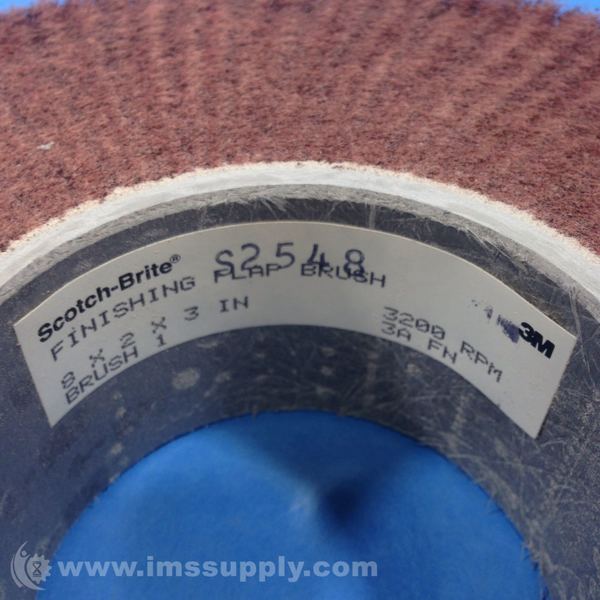 Scotch-Brite®
S2548
FINISHING FLAP BRUSH
8 X 2 X 3 IN
3200 RPM
BRUSH 1
3A FN
3M
www.imssupply.com